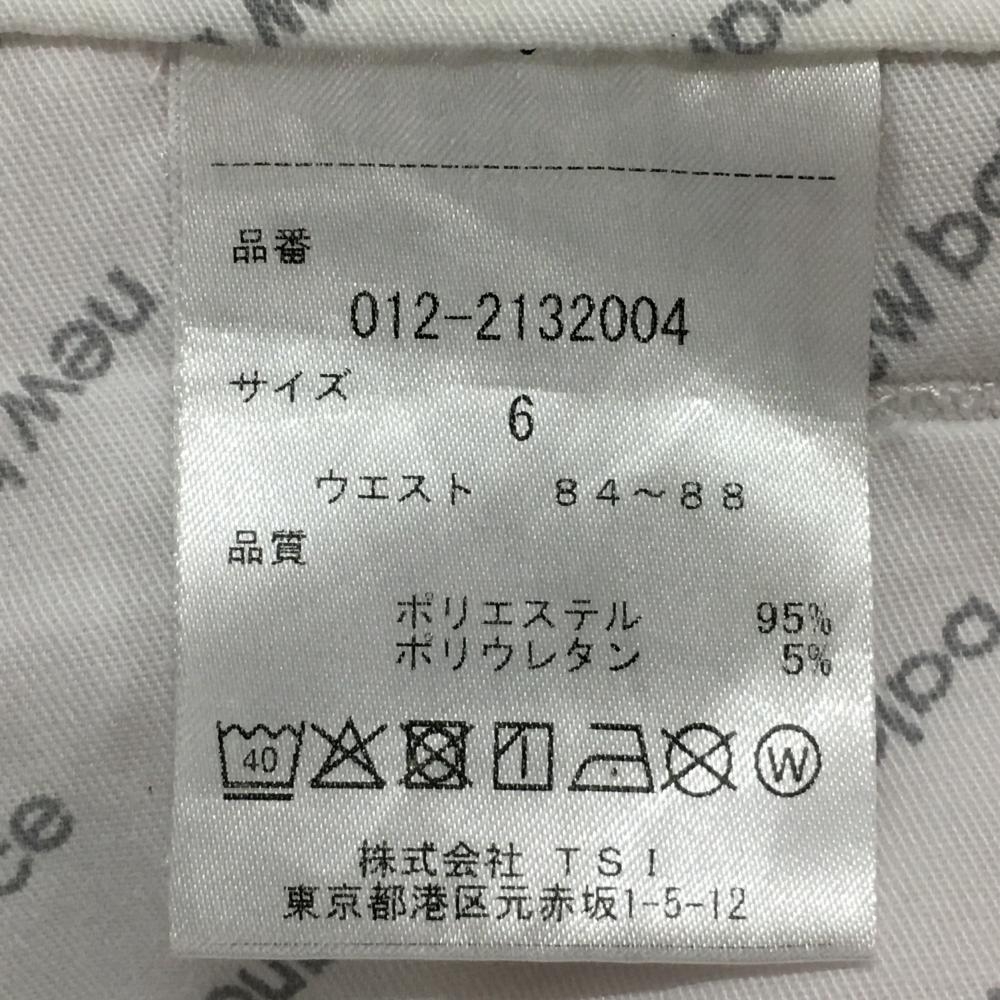 品番
012-2132004
サイズ
6
ウエスト 84～88
品質
ポリエステル 95%
ポリウレタン 5%
40
W
株式会社 TSI
東京都港区元赤坂1-5-12
new